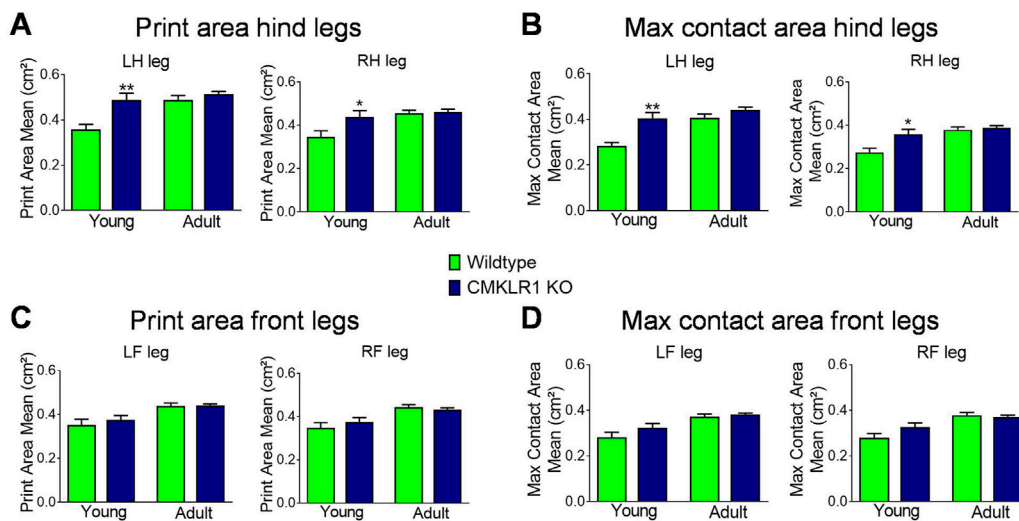 A
Print area hind legs
LH leg
Print Area Mean (cm²)
0.6
0.4
0.2
0.0
**
Young
Adult
RH leg
Print Area Mean (cm²)
0.6
0.4
0.2
0.0
*
Young
Adult
B
Max contact area hind legs
LH leg
Max Contact Area
Mean (cm²)
0.6
0.4
0.2
0.0
**
Young
Adult
RH leg
Max Contact Area
Mean (cm²)
0.6
0.4
0.2
0.0
*
Young
Adult
Wildtype
CMKLR1 KO
C
Print area front legs
LF leg
Print Area Mean (cm²)
0.6
0.4
0.2
0.0
Young
Adult
RF leg
Print Area Mean (cm²)
0.6
0.4
0.2
0.0
Young
Adult
D
Max contact area front legs
LF leg
Max Contact Area
Mean (cm²)
0.6
0.4
0.2
0.0
Young
Adult
RF leg
Max Contact Area
Mean (cm²)
0.6
0.4
0.2
0.0
Young
Adult